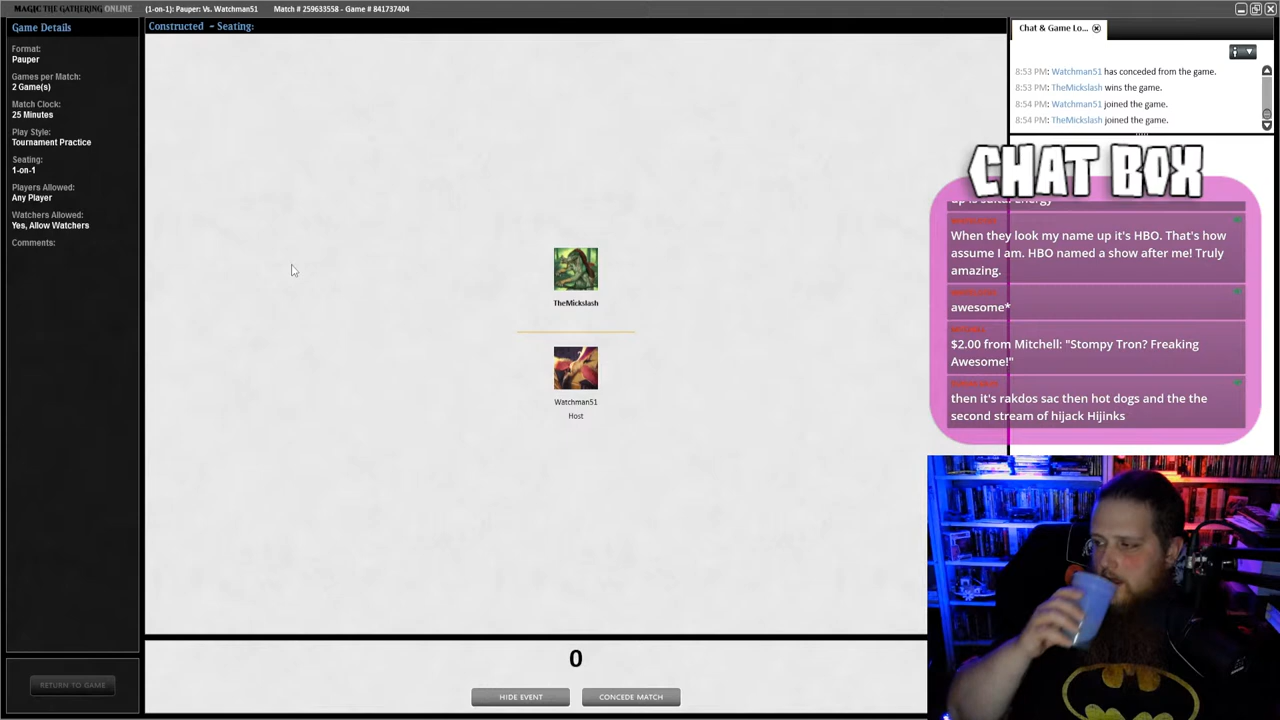 MAGIC THE GATHERING ONLINE
(1-on-1): Pauper: Vs. Watchman51
Match # 259633558 - Game # 841737404
Game Details
Format:
Pauper
Games per Match:
2 Game(s)
Match Clock:
25 Minutes
Play Style:
Tournament Practice
Seating:
1-on-1
Players Allowed:
Any Player
Watchers Allowed:
Yes, Allow Watchers
Comments:
RETURN TO GAME
Constructed - Seating:
TheMickslash
Watchman51
Host
0
HIDE EVENT
CONCEDE MATCH
Chat & Game Lo...
8:53 PM: Watchman51 has conceded from the game.
8:53 PM: TheMickslash wins the game.
8:54 PM: Watchman51 joined the game.
8:54 PM: TheMickslash joined the game.
CHAT BOX
When they look my name up it's HBO. That's how
assume I am. HBO named a show after me! Truly
amazing.
awesome*
$2.00 from Mitchell: "Stompy Tron? Freaking
Awesome!"
then it's rakdos sac then hot dogs and the the
second stream of hijack Hijinks